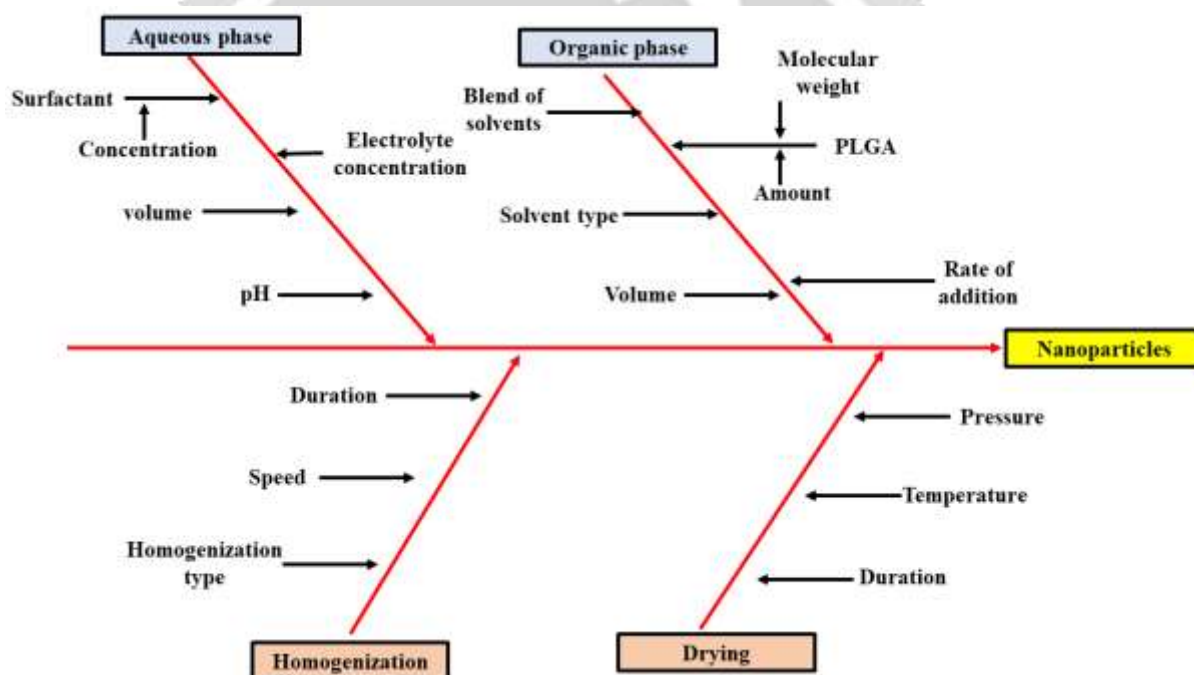 Aqueous phase
Organic phase
Surfactant
Concentration
Electrolyte
concentration
volume
pH
Blend of
solvents
Molecular
weight
PLGA
Amount
Solvent type
Volume
Rate of
addition
Nanoparticles
Duration
Speed
Homogenization
type
Homogenization
Pressure
Temperature
Duration
Drying